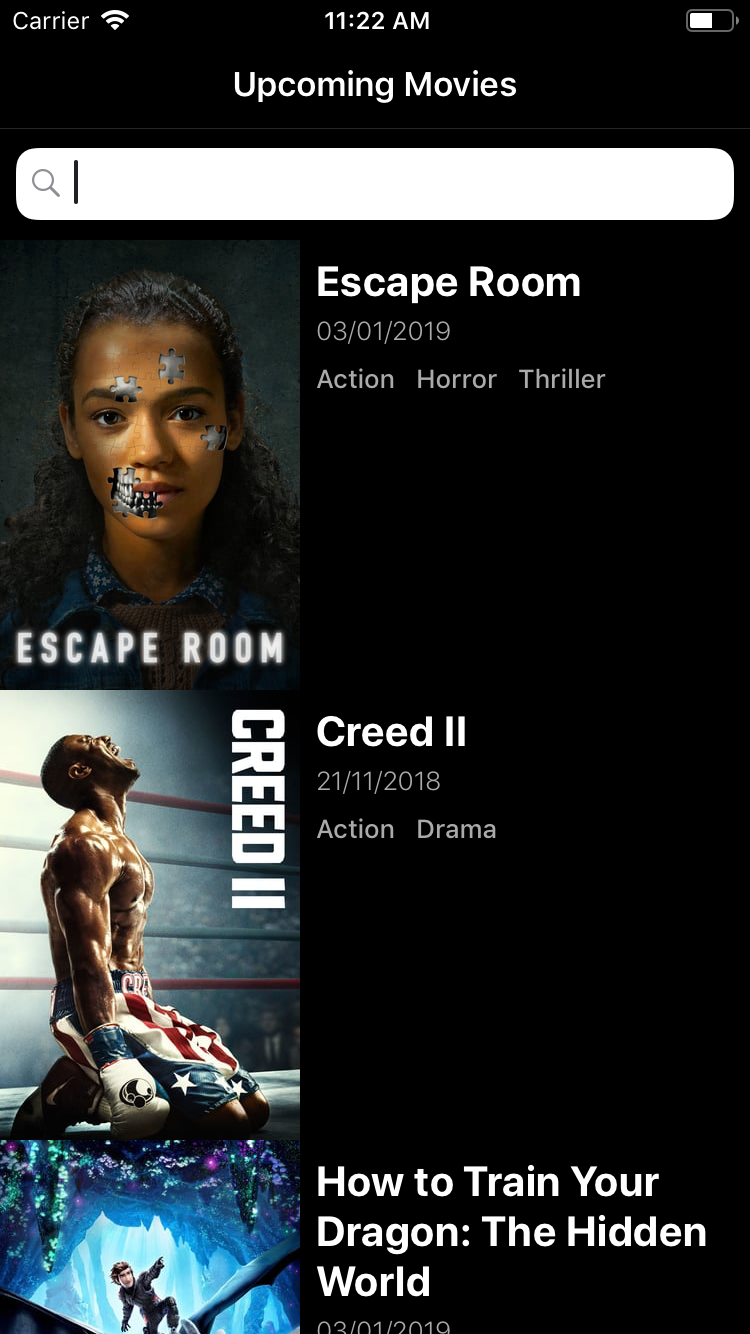 Carrier 11:22 AM
Upcoming Movies
Escape Room
03/01/2019
Action Horror Thriller
ESCAPE ROOM
CREED II
Creed II
21/11/2018
Action Drama
CRE
How to Train Your
Dragon: The Hidden
World
03/01/2019